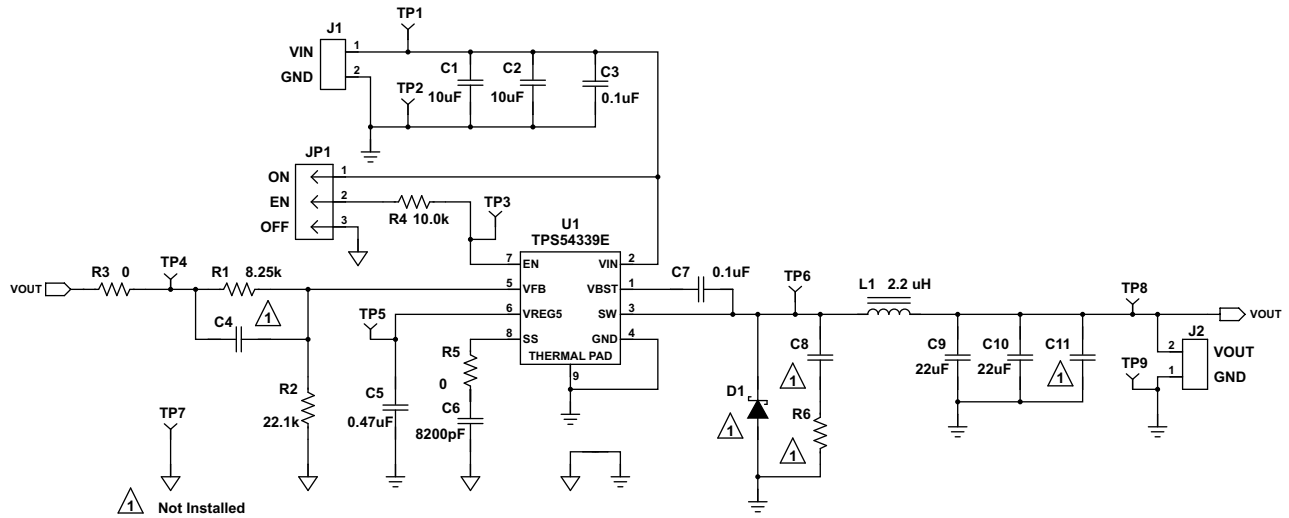 TP1
J1
VIN 1
GND 2
C1
10uF
C2
10uF
C3
0.1uF
TP2
JP1
ON 1
EN 2
OFF 3
R4 10.0k
TP3
U1
TPS54339E
7 EN
VIN 2
5 VFB
VBST 1
6 VREG5
SW 3
8 SS
GND 4
THERMAL PAD
9
VOUT
R3 0
TP4
R1 8.25k
C4
1
R2
22.1k
TP5
C5
0.47uF
R5
0
C6
8200pF
C7
0.1uF
TP6
L1 2.2 uH
D1
1
C8
1
R6
1
C9
22uF
C10
22uF
C11
1
TP8
VOUT
J2
2 VOUT
1 GND
TP9
TP7
1 Not Installed